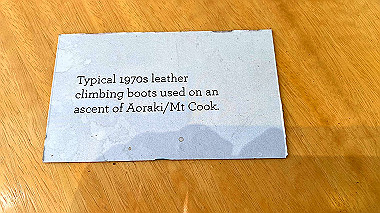 Typical 1970s leather
climbing boots used on an
ascent of Aoraki/Mt Cook.